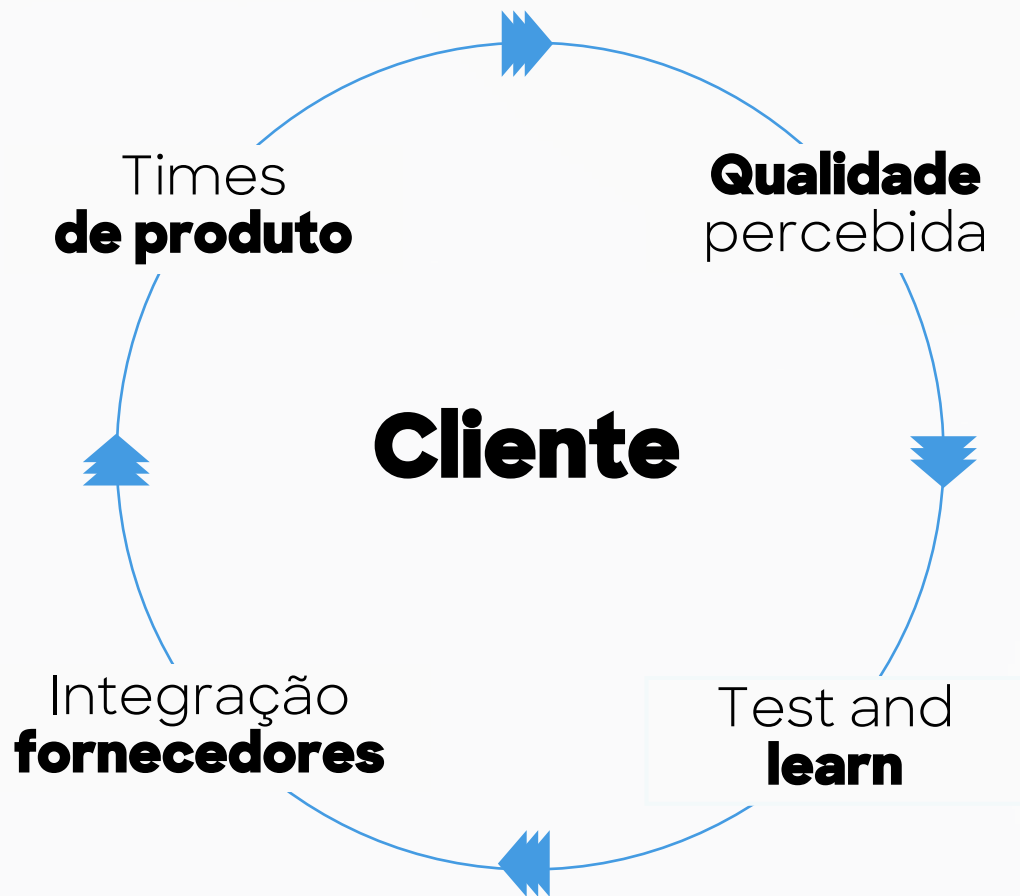 Times
de produto
Qualidade
percebida
Cliente
Integração
fornecedores
Test and
learn